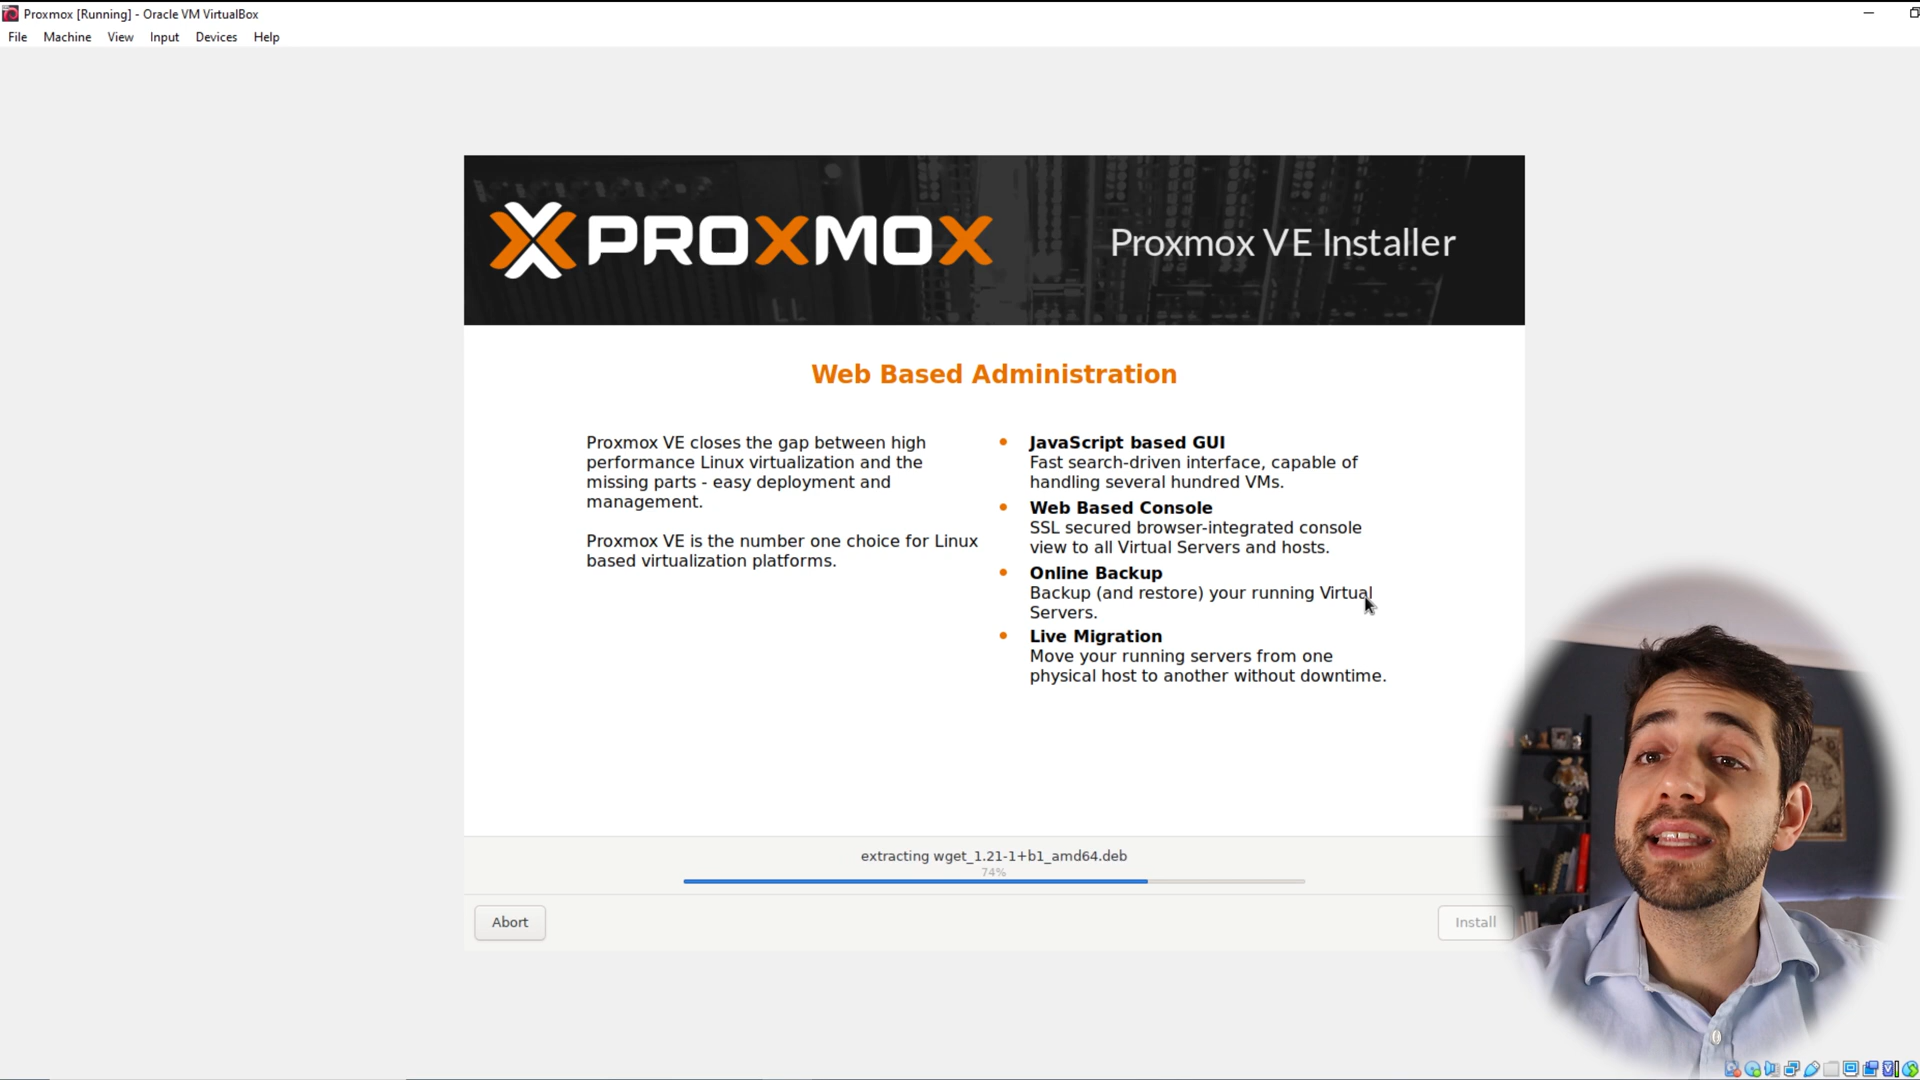 Proxmox [Running] - Oracle VM VirtualBox
File Machine View Input Devices Help
PROXMOX
Proxmox VE Installer
Web Based Administration
Proxmox VE closes the gap between high
performance Linux virtualization and the
missing parts - easy deployment and
management.
Proxmox VE is the number one choice for Linux
based virtualization platforms.
• JavaScript based GUI
Fast search-driven interface, capable of
handling several hundred VMs.
• Web Based Console
SSL secured browser-integrated console
view to all Virtual Servers and hosts.
• Online Backup
Backup (and restore) your running Virtual
Servers.
• Live Migration
Move your running servers from one
physical host to another without downtime.
extracting wget_1.21-1+b1_amd64.deb
74%
Abort
Install